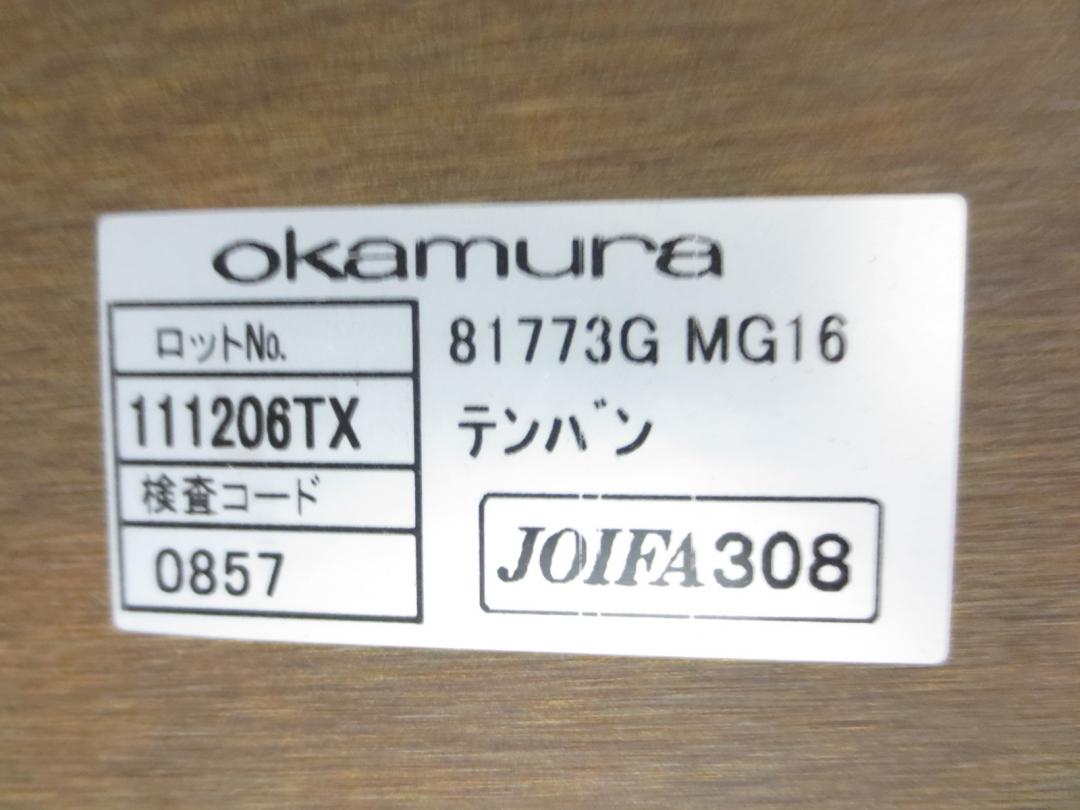 okamura
ロットNo.
111206TX
検査コード
0857
81773G MG16
テンバン
JOIFA308